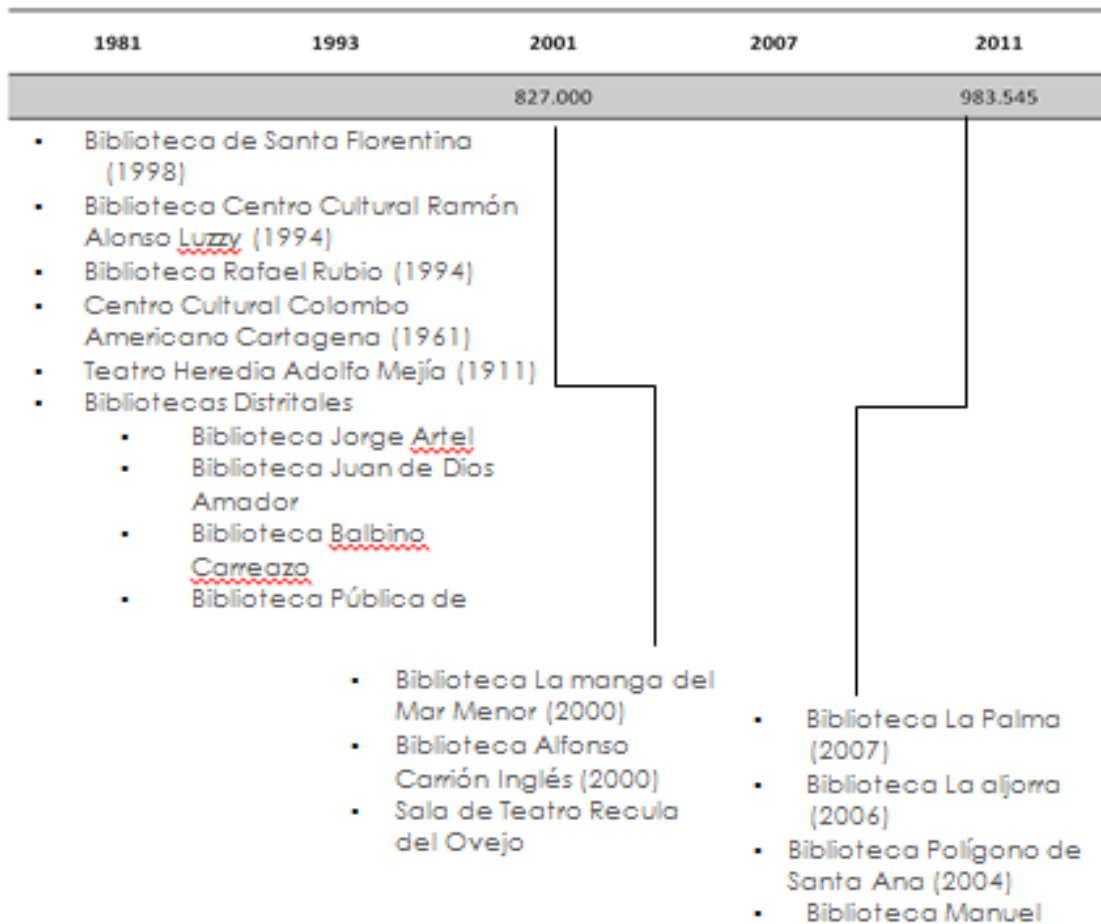 1981 1993 2001 2007 2011
827.000 983.545
▪ Biblioteca de Santa Florentina
(1998)
▪ Biblioteca Centro Cultural Ramón
Alonso Luzzy (1994)
▪ Biblioteca Rafael Rubio (1994)
▪ Centro Cultural Colombo
Americano Cartagena (1961)
▪ Teatro Heredia Adolfo Mejía (1911)
▪ Bibliotecas Distritales
▪ Biblioteca Jorge Artel
▪ Biblioteca Juan de Dios
Amador
▪ Biblioteca Balbino
Carreazo
▪ Biblioteca Pública de
▪ Biblioteca La manga del
Mar Menor (2000)
▪ Biblioteca Alfonso
Carrión Inglés (2000)
▪ Sala de Teatro Recula
del Ovejo
▪ Biblioteca La Palma
(2007)
▪ Biblioteca La aljorra
(2006)
▪ Biblioteca Polígono de
Santa Ana (2004)
▪ Biblioteca Manuel